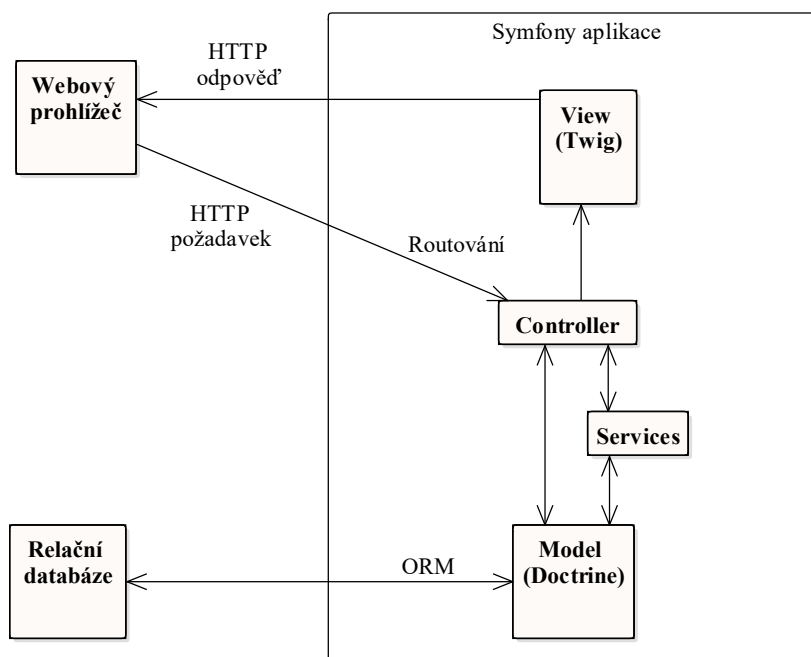 Symfony aplikace
HTTP
odpověď
Webový
prohlížeč
View
(Twig)
HTTP
požadavek
Routování
Controller
Services
Relační
databáze
ORM
Model
(Doctrine)